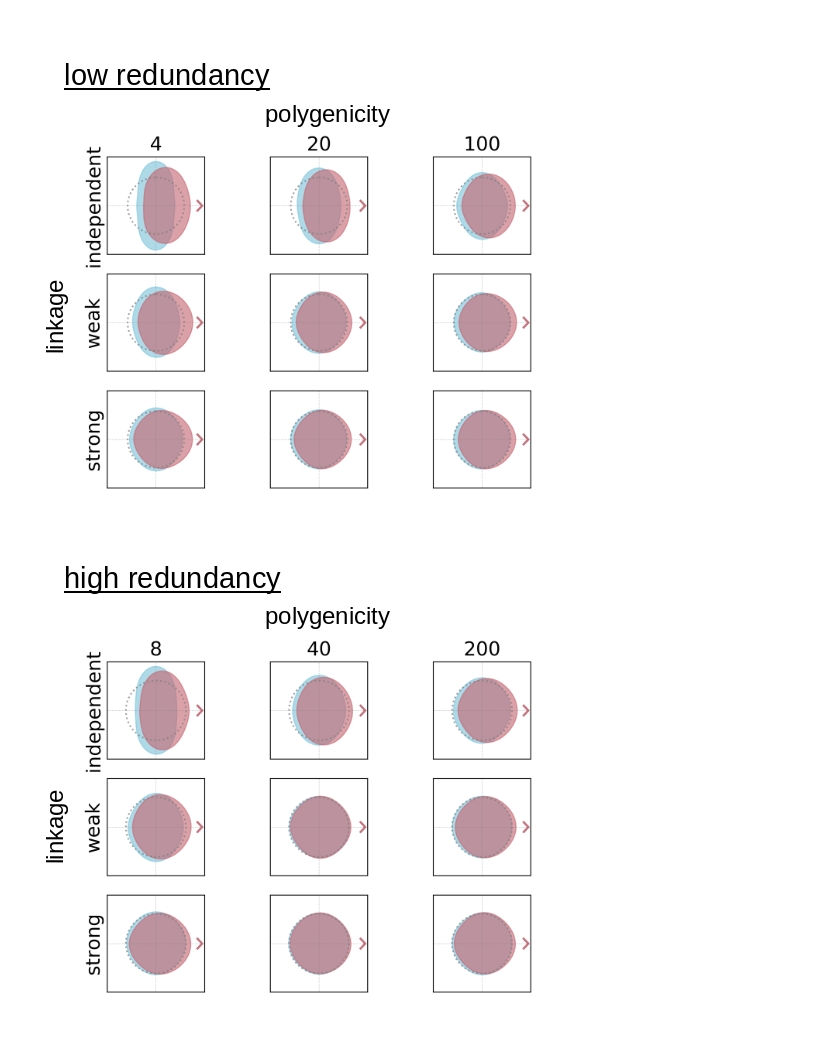 low redundancy
polygenicity
4 20 100
independent
weak
strong
linkage
high redundancy
polygenicity
8 40 200
independent
weak
strong
linkage